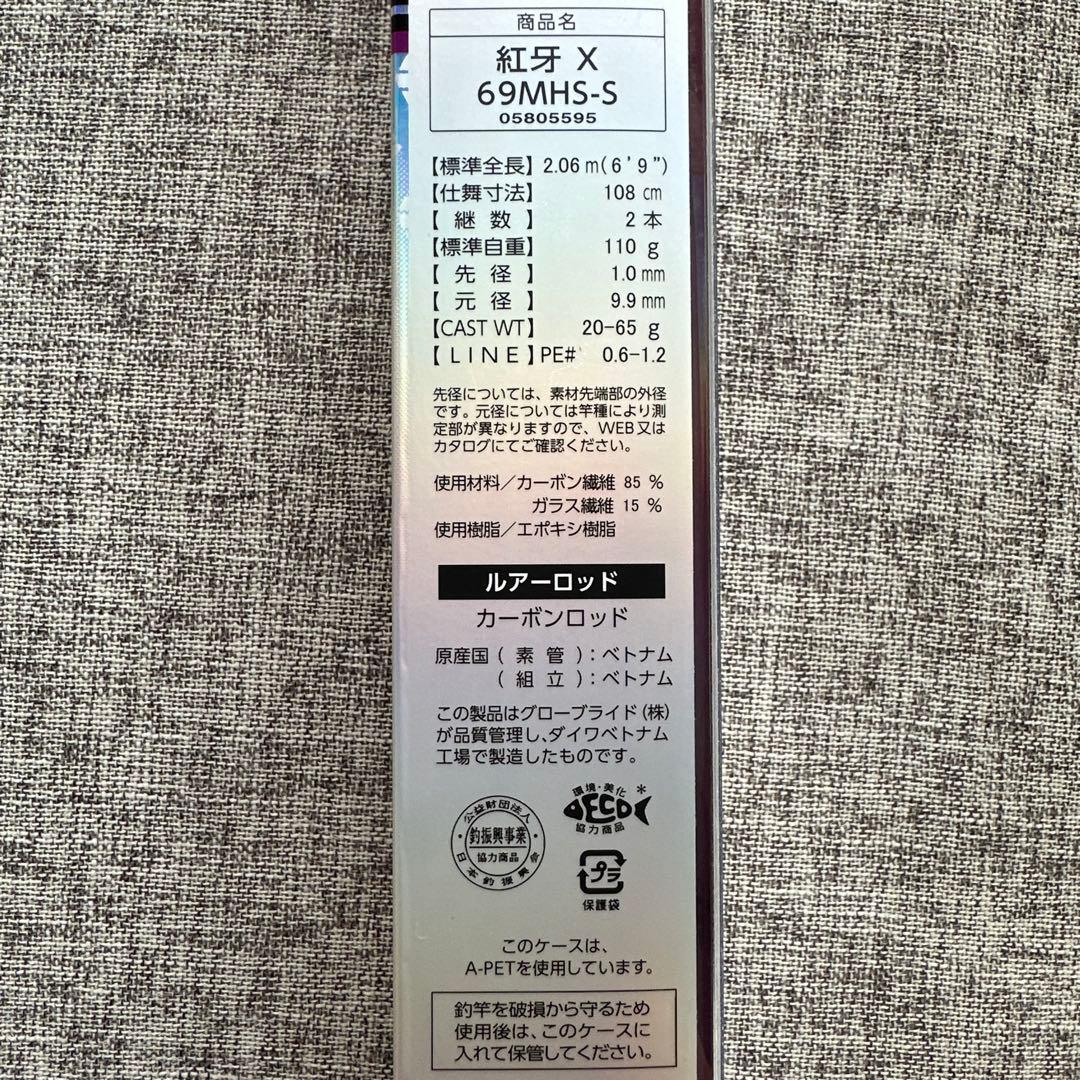 商品名
紅牙 X
69MHS-S
05805595
【標準全長】2.06m(6'9")
【仕舞寸法】 108 cm
【継数】 2本
【標準自重】 110 g
【先径】 1.0mm
【元径】 9.9mm
【CAST WT】 20-65 g
【LINE】PE# 0.6-1.2
先径については、素材先端部の外径
です。元径については竿種により測
定部が異なりますので、WEB又は
カタログにてご確認ください。
使用材料/カーボン繊維 85 %
ガラス繊維 15 %
使用樹脂/エポキシ樹脂
ルアーロッド
カーボンロッド
原産国(素管):ベトナム
(組立):ベトナム
この製品はグローブライド(株)
が品質管理し、ダイワベトナム
工場で製造したものです。
公益財団法人
釣振興事業
協力商品
日本釣振興会
環境・美化
ECO
協力商品
*
プラ
保護袋
このケースは、
A-PETを使用しています。
釣竿を破損から守るため
使用後は、このケースに
入れて保管してください。